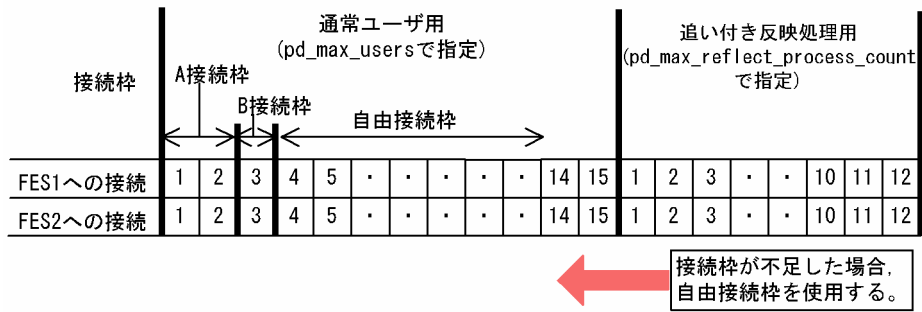 通常ユーザ用
(pd_max_usersで指定)
追い付き反映処理用
(pd_max_reflect_process_count
で指定)
接続枠
A接続枠
B接続枠
自由接続枠
FES1への接続 1 2 3 4 5 ・ ・ ・ ・ ・ 14 15 1 2 3 ・ ・ 10 11 12
FES2への接続 1 2 3 4 5 ・ ・ ・ ・ ・ 14 15 1 2 3 ・ ・ 10 11 12
接続枠が不足した場合,
自由接続枠を使用する。